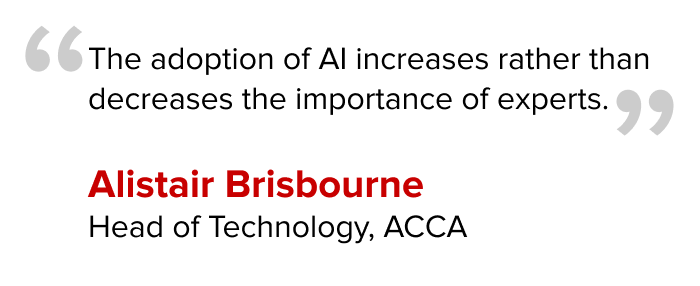 “The adoption of AI increases rather than
decreases the importance of experts.”
Alistair Brisbourne
Head of Technology, ACCA